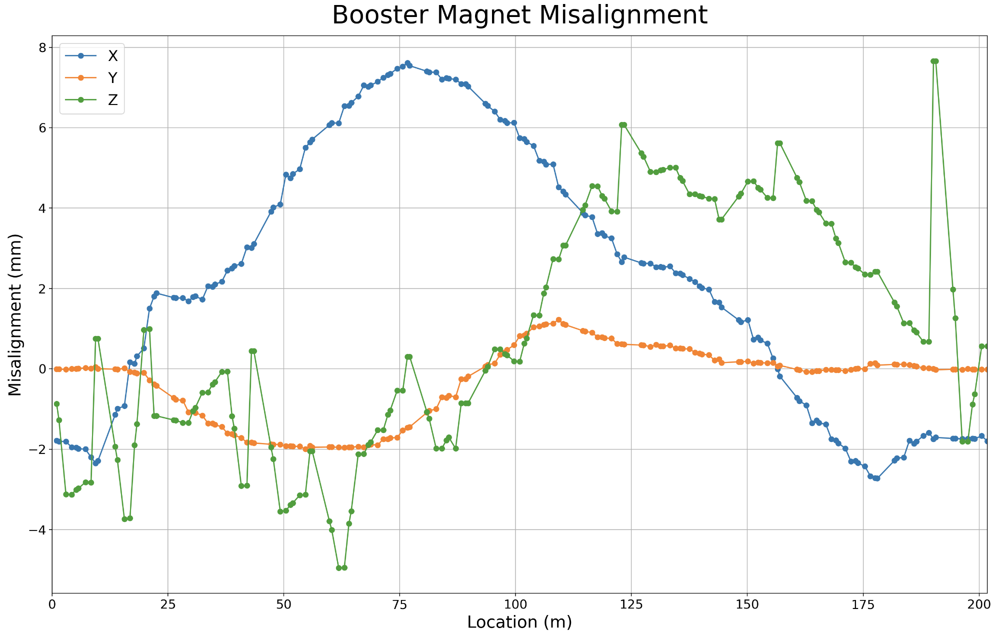 Booster Magnet Misalignment
X
Y
Z
8
6
4
2
0
−2
−4
Misalignment (mm)
0 25 50 75 100 125 150 175 200
Location (m)